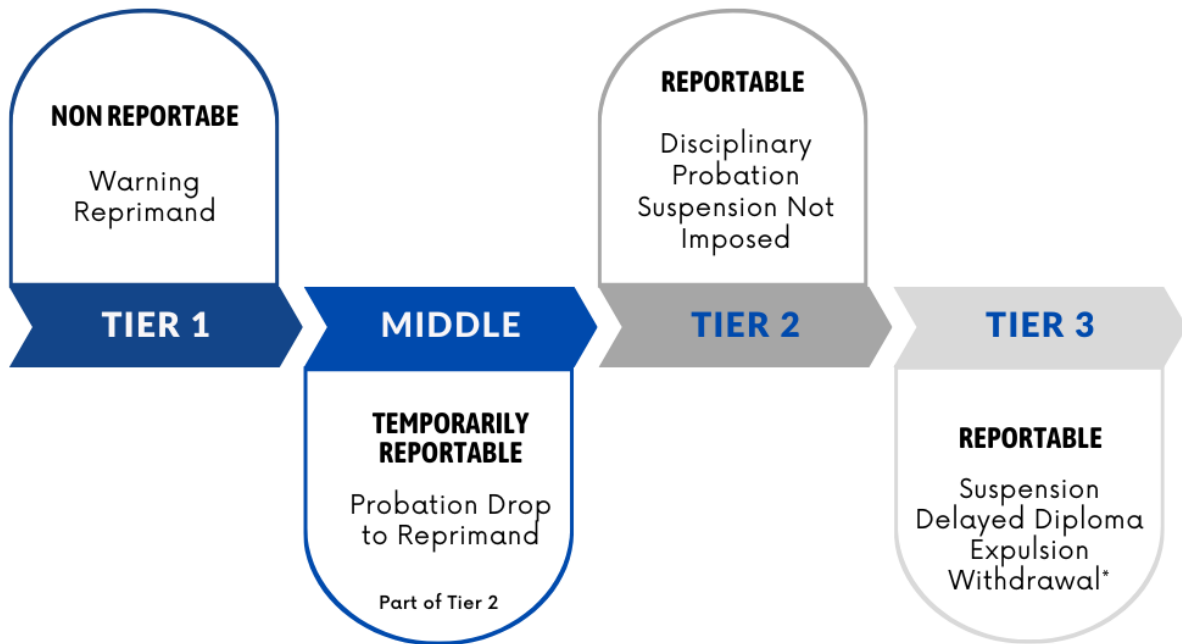 NON REPORTABE
Warning
Reprimand
TIER 1
MIDDLE
TEMPORARILY
REPORTABLE
Probation Drop
to Reprimand
Part of Tier 2
REPORTABLE
Disciplinary
Probation
Suspension Not
Imposed
TIER 2
TIER 3
REPORTABLE
Suspension
Delayed Diploma
Expulsion
Withdrawal*